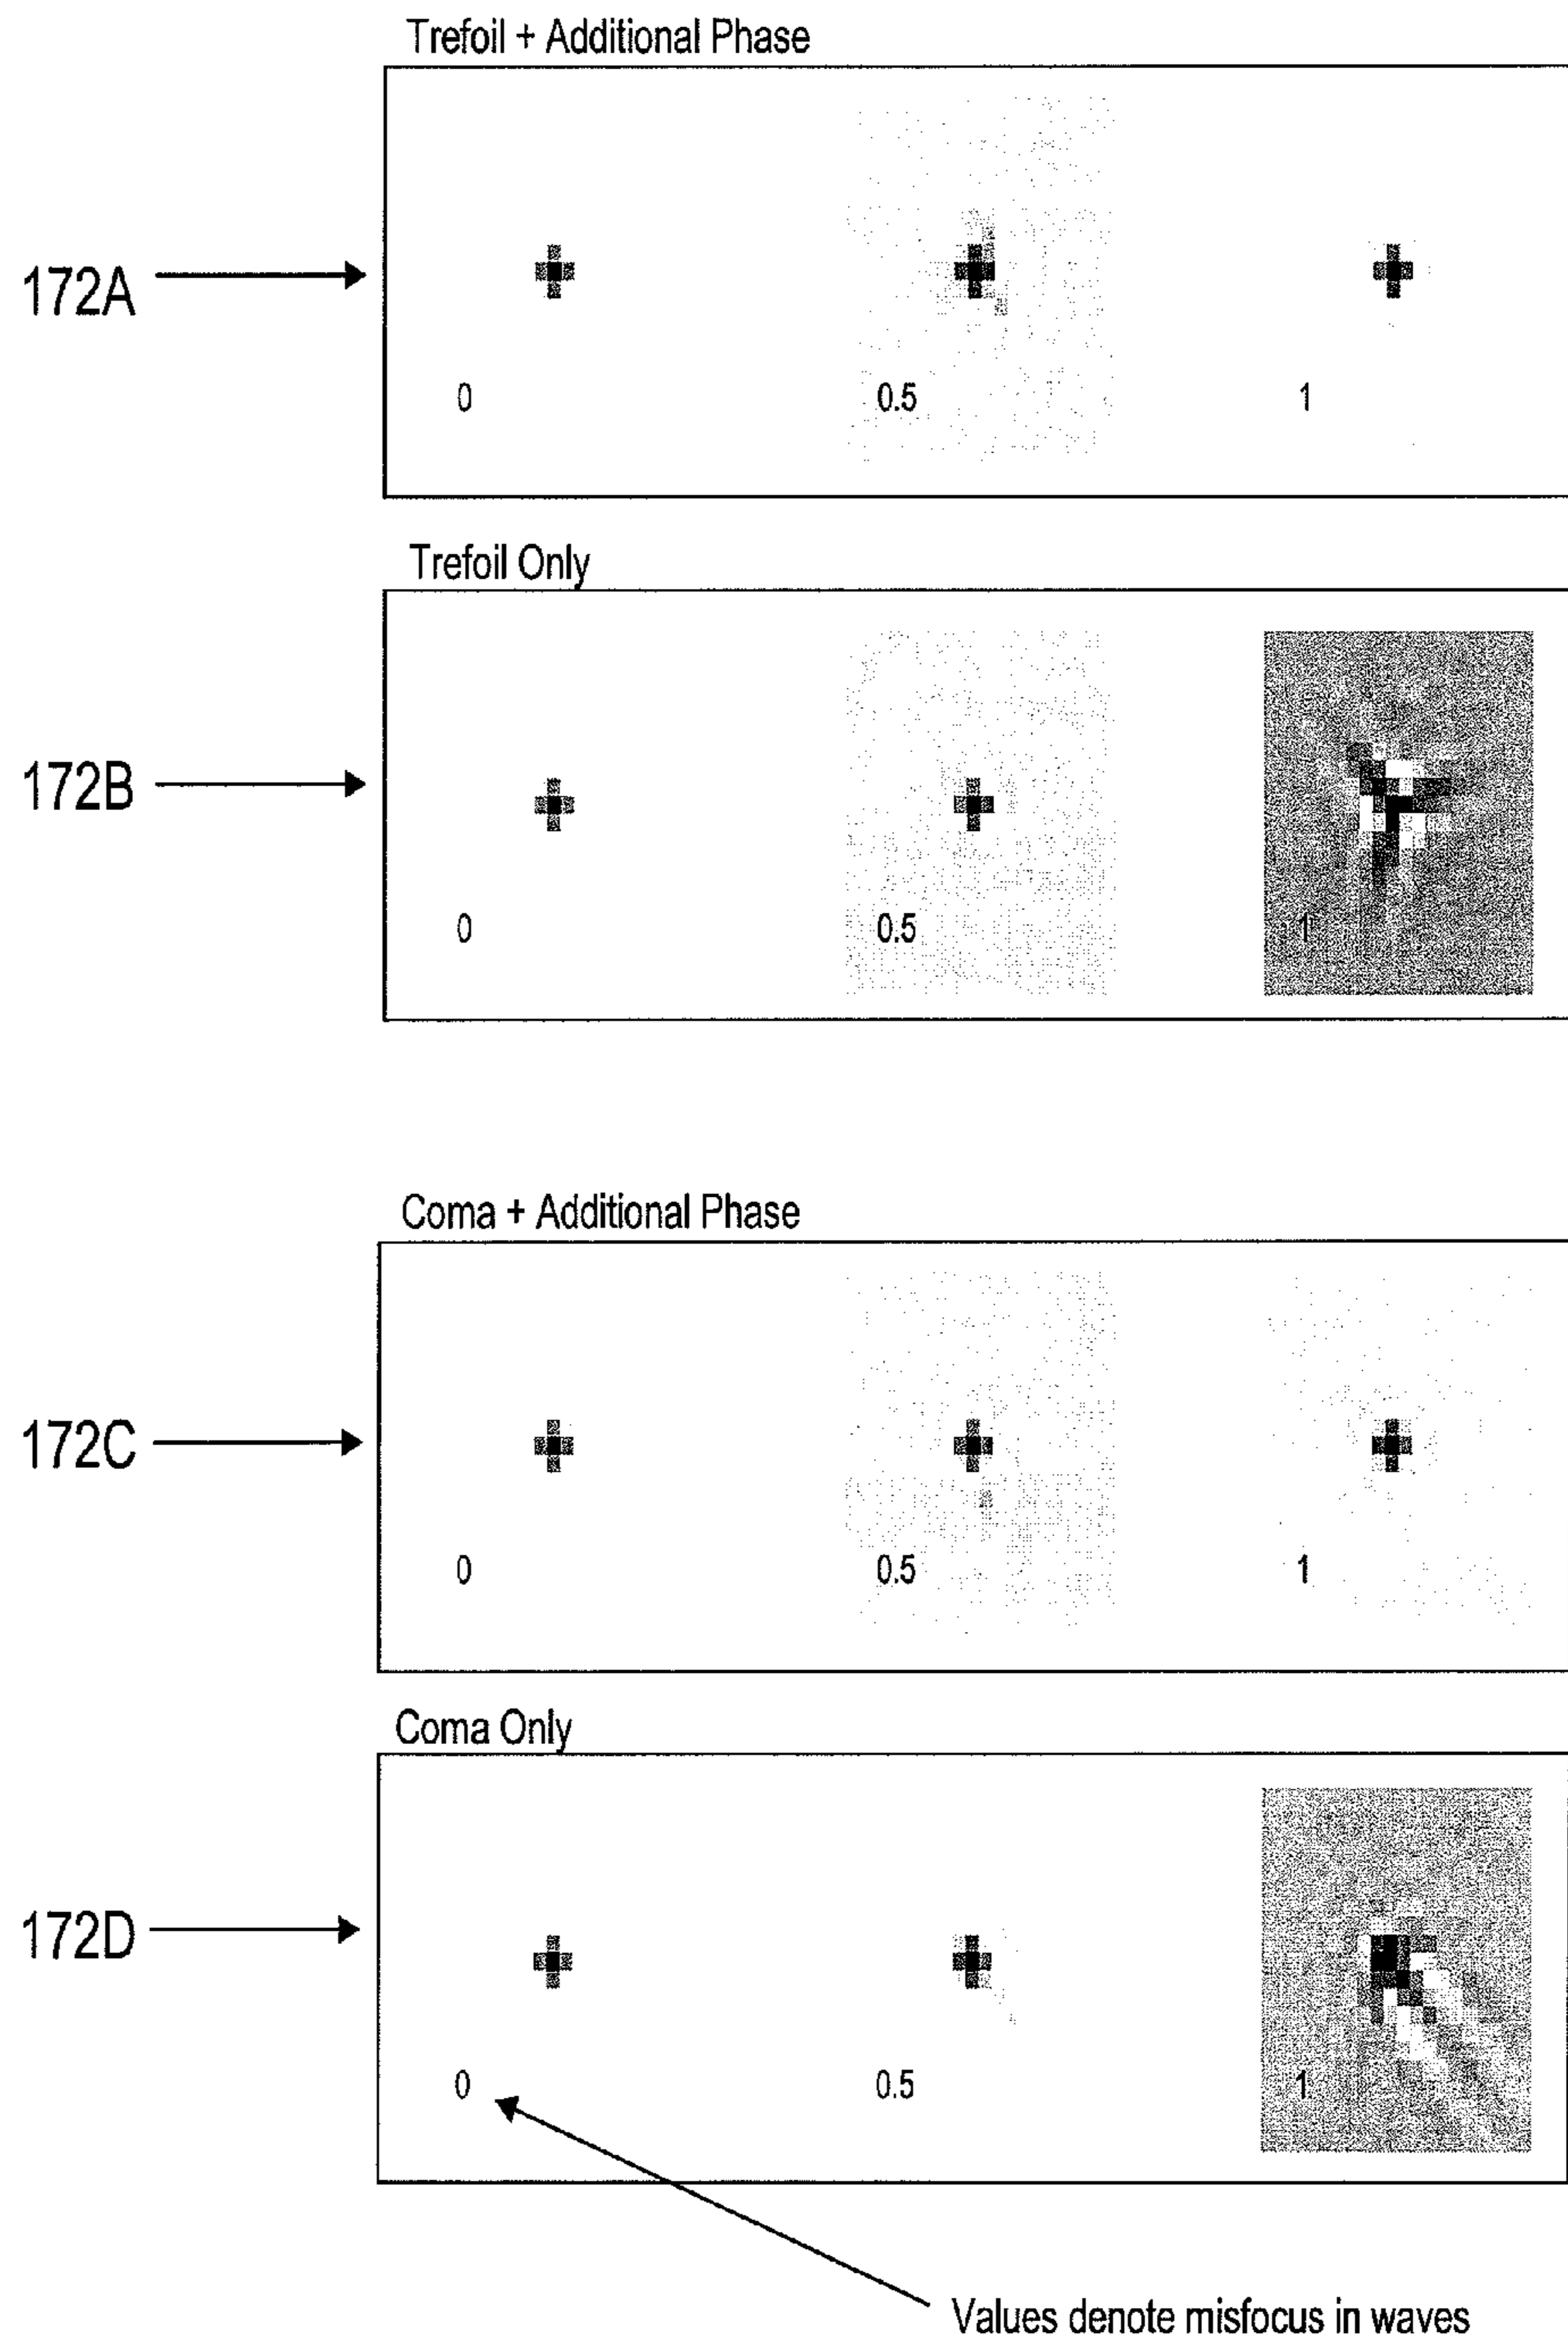 Trefoil + Additional Phase
172A
0 0.5 1
Trefoil Only
172B
0 0.5 1
Coma + Additional Phase
172C
0 0.5 1
Coma Only
172D
0 0.5 1
Values denote misfocus in waves